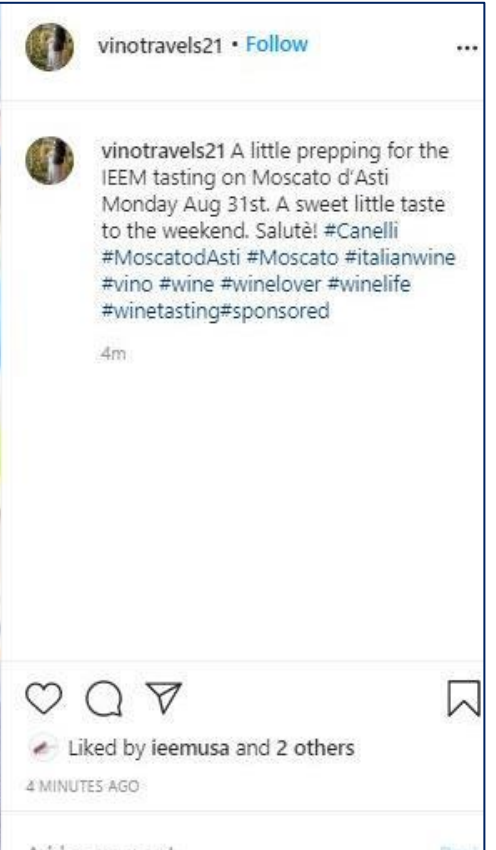 vinotravels21 • Follow
vinotravels21 A little prepping for the
IEEM tasting on Moscato d'Asti
Monday Aug 31st. A sweet little taste
to the weekend. Salutè! #Canelli
#MoscatodAsti #Moscato #italianwine
#vino #wine #winelover #winelife
#winetasting#sponsored
4m
Liked by ieemusa and 2 others
4 MINUTES AGO